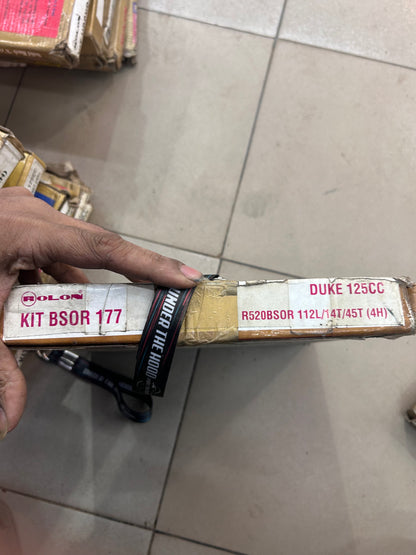 ROLON
KIT BSOR 177
UNDER THE HOOD
DUKE 125CC
R520BSOR 112L/14T/45T (4H)